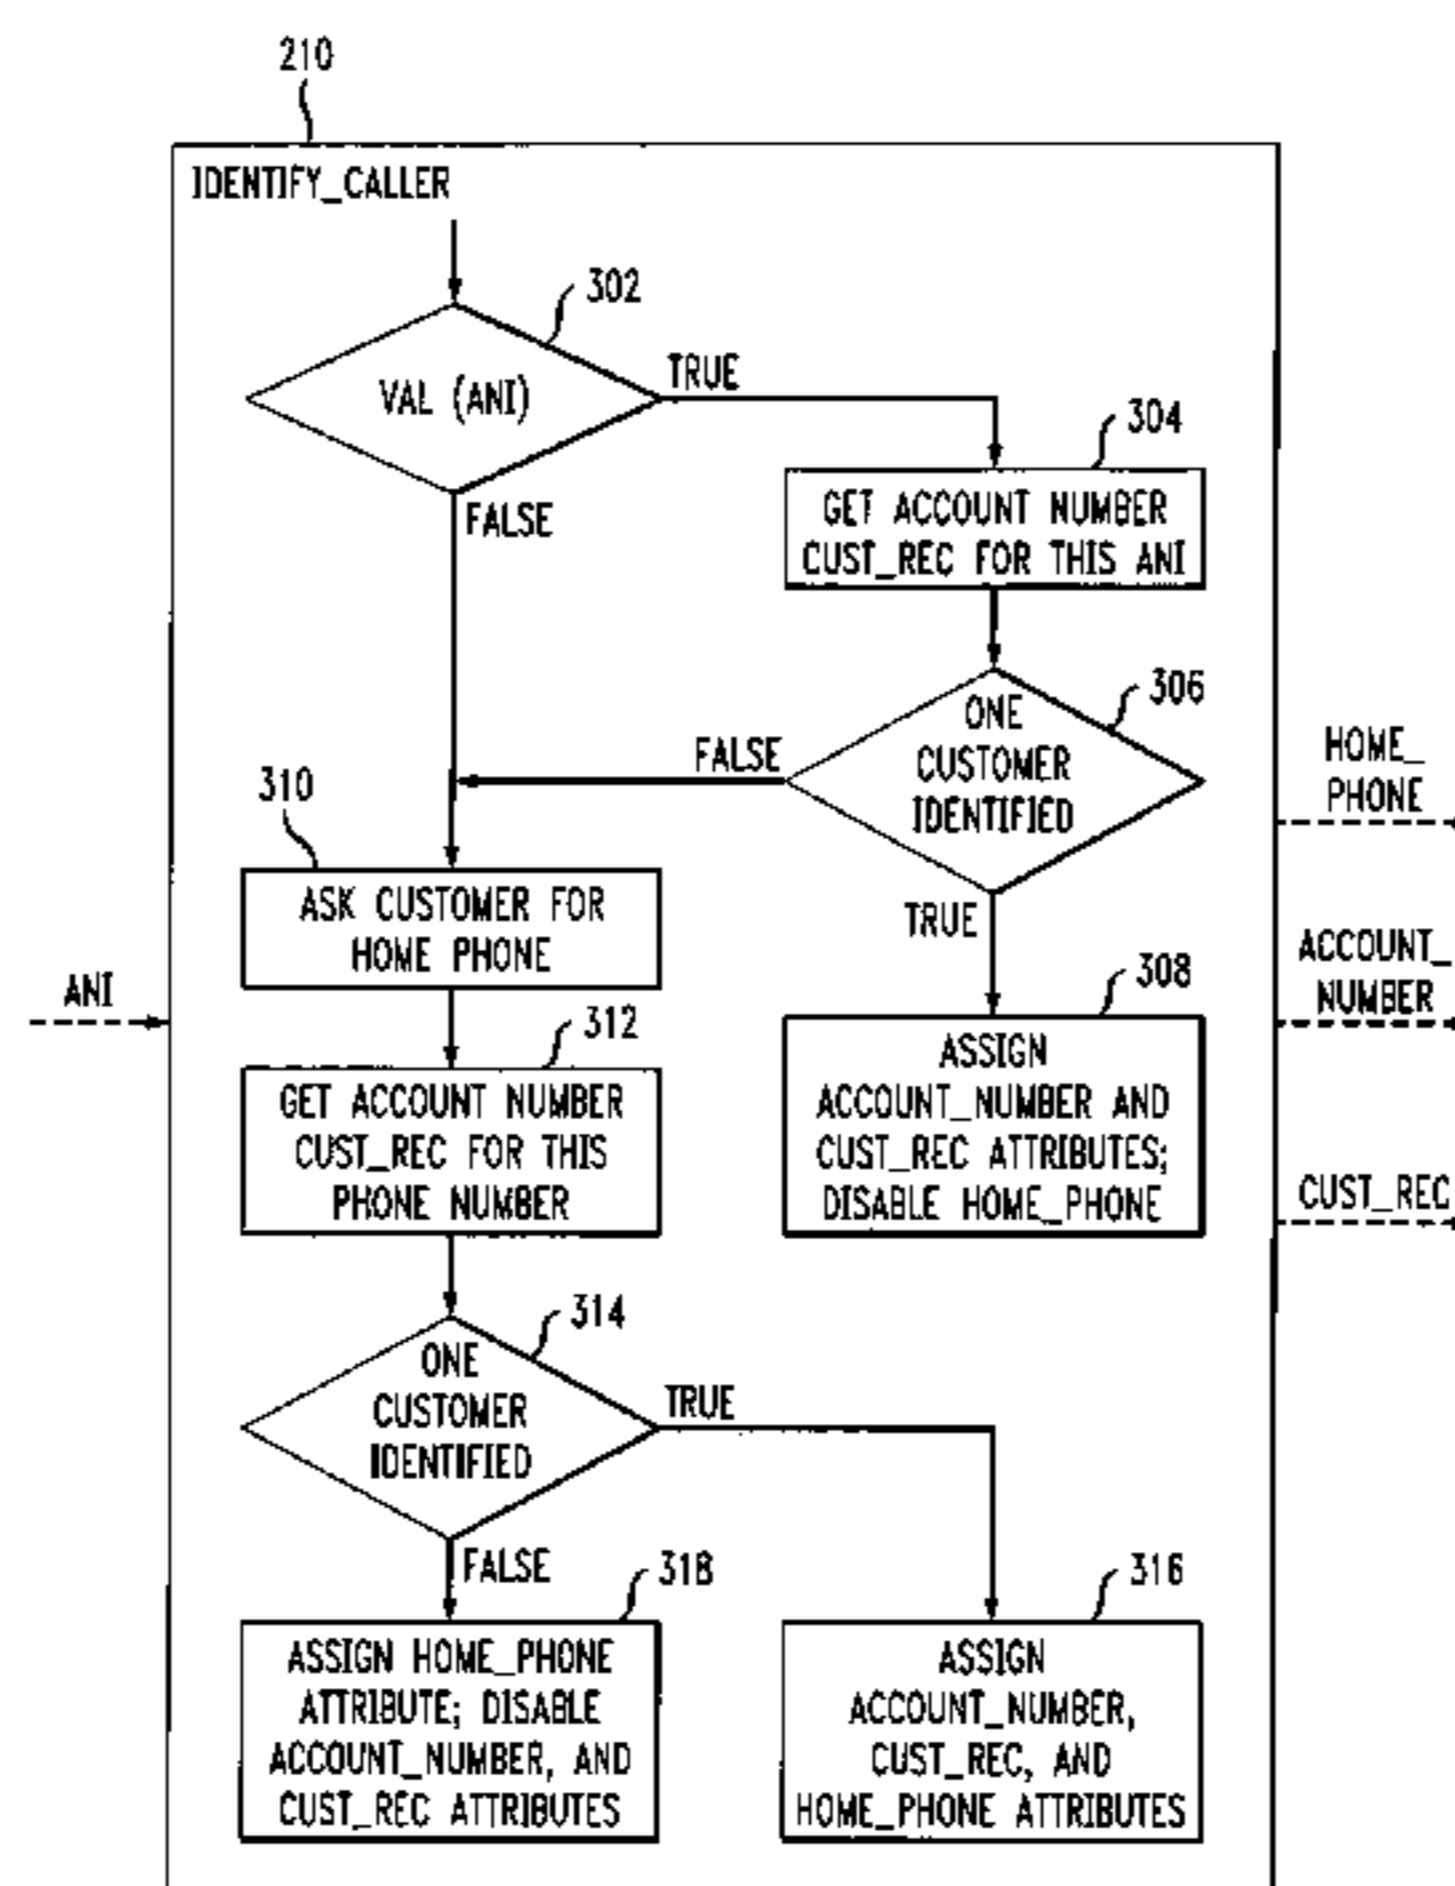 210
IDENTIFY_CALLER
302
VAL (ANI)
TRUE
FALSE
304
GET ACCOUNT NUMBER
CUST_REC FOR THIS ANI
306
ONE
CUSTOMER
IDENTIFIED
FALSE
TRUE
HOME_
PHONE
310
ASK CUSTOMER FOR
HOME PHONE
ANI
ACCOUNT_
NUMBER
308
ASSIGN
ACCOUNT_NUMBER AND
CUST_REC ATTRIBUTES;
DISABLE HOME_PHONE
312
GET ACCOUNT NUMBER
CUST_REC FOR THIS
PHONE NUMBER
CUST_REC
314
ONE
CUSTOMER
IDENTIFIED
TRUE
FALSE
318
ASSIGN HOME_PHONE
ATTRIBUTE; DISABLE
ACCOUNT_NUMBER, AND
CUST_REC ATTRIBUTES
316
ASSIGN
ACCOUNT_NUMBER,
CUST_REC, AND
HOME_PHONE ATTRIBUTES